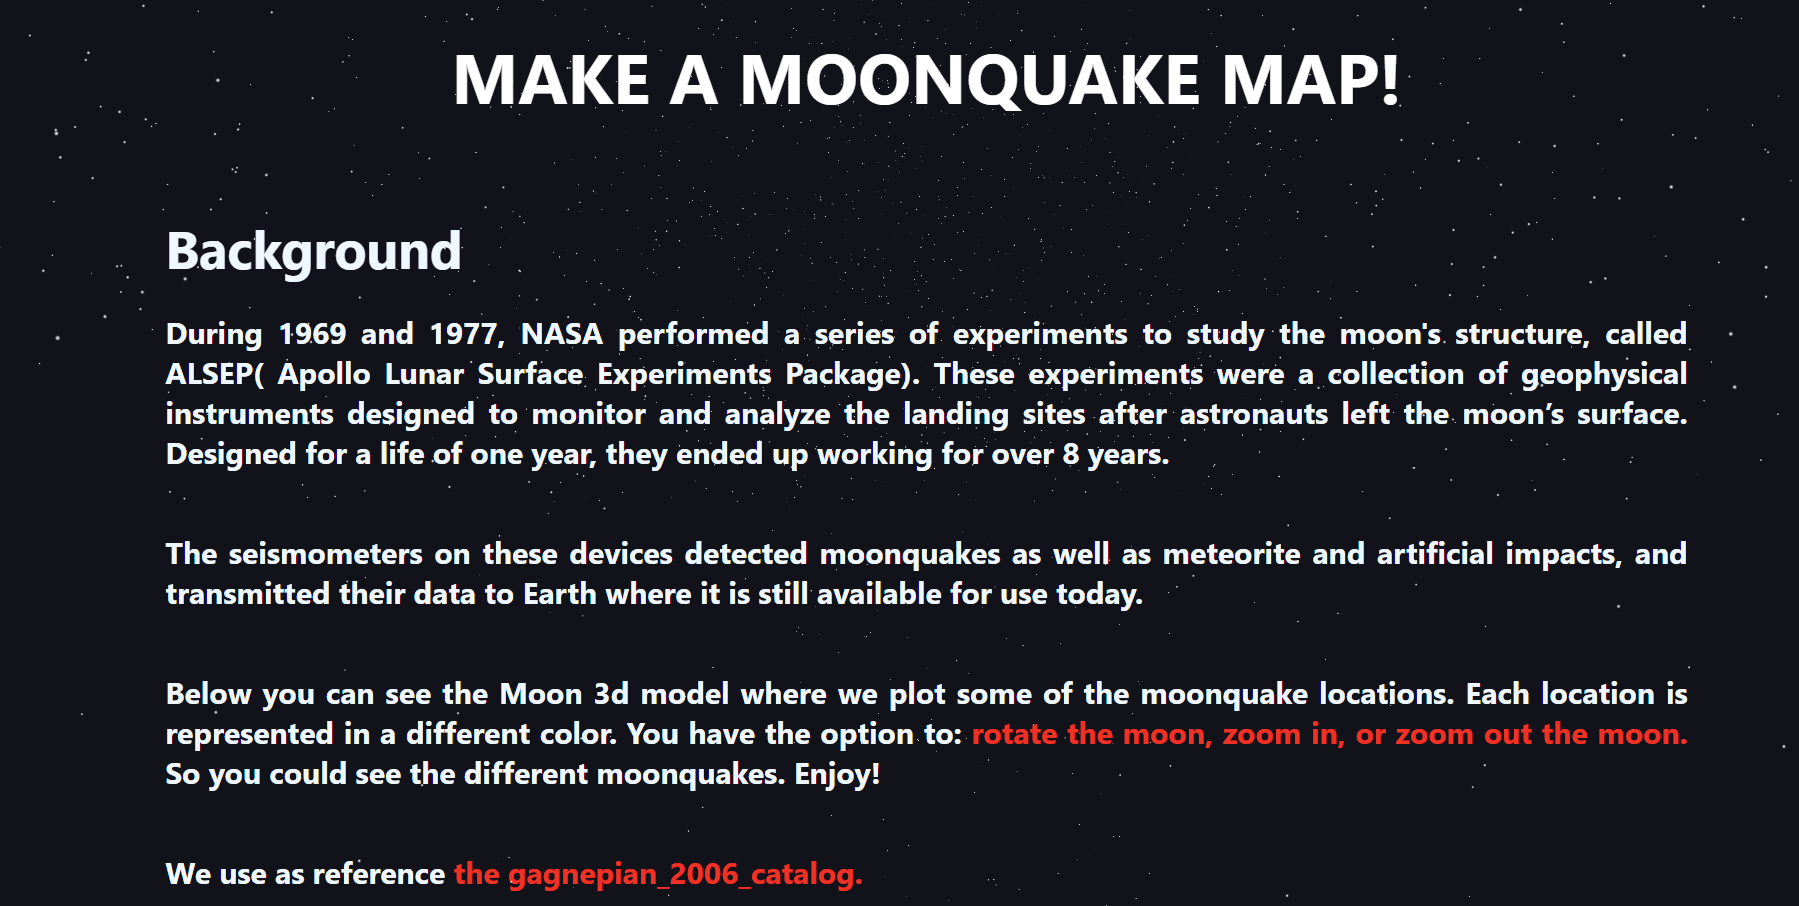 MAKE A MOONQUAKE MAP!
Background
During 1969 and 1977, NASA performed a series of experiments to study the moon's structure, called
ALSEP( Apollo Lunar Surface Experiments Package). These experiments were a collection of geophysical
instruments designed to monitor and analyze the landing sites after astronauts left the moon’s surface.
Designed for a life of one year, they ended up working for over 8 years.
The seismometers on these devices detected moonquakes as well as meteorite and artificial impacts, and
transmitted their data to Earth where it is still available for use today.
Below you can see the Moon 3d model where we plot some of the moonquake locations. Each location is
represented in a different color. You have the option to: rotate the moon, zoom in, or zoom out the moon.
So you could see the different moonquakes. Enjoy!
We use as reference the gagnepian_2006_catalog.